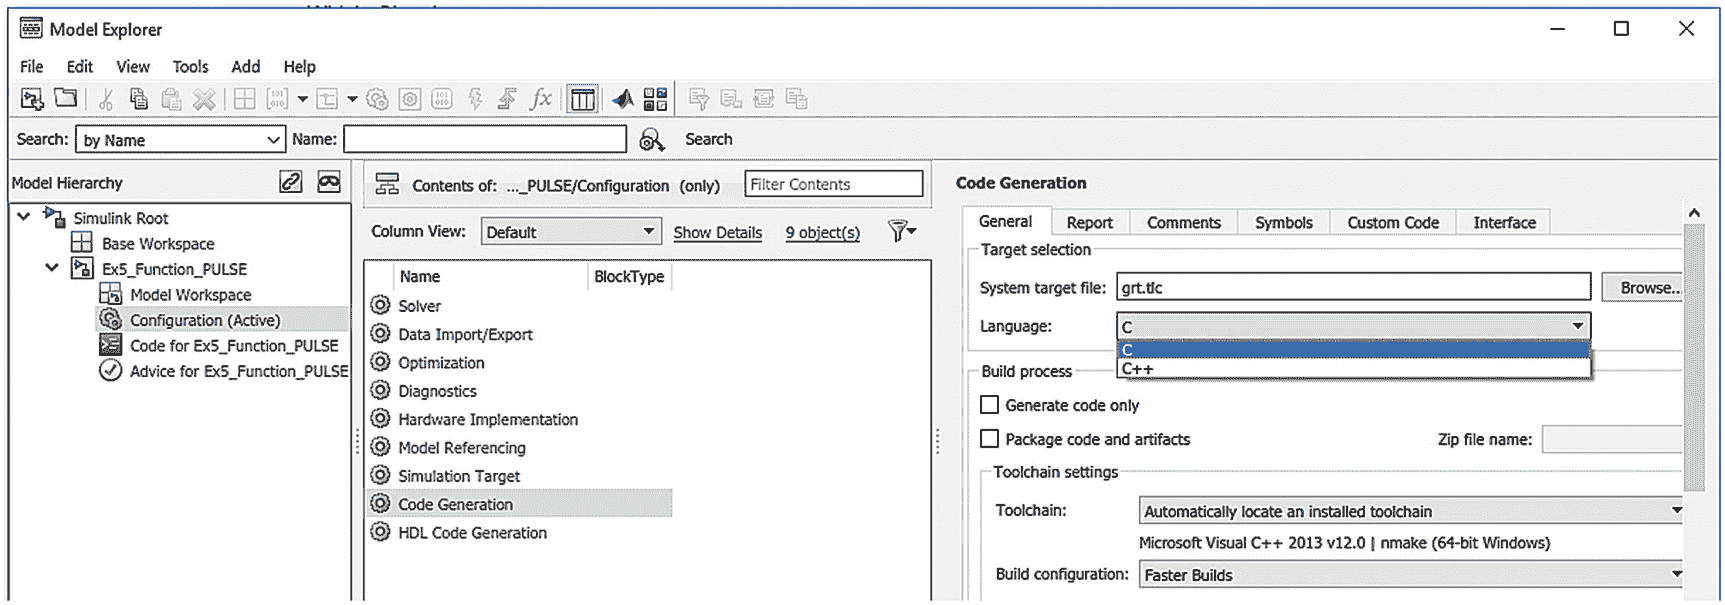 Model Explorer
File Edit View Tools Add Help
Search: by Name Name: Search
Model Hierarchy
Simulink Root
Base Workspace
Ex5_Function_PULSE
Model Workspace
Configuration (Active)
Code for Ex5_Function_PULSE
Advice for Ex5_Function_PULSE
Contents of: ..._PULSE/Configuration (only) Filter Contents
Column View: Default Show Details 9 object(s)
Name BlockType
Solver
Data Import/Export
Optimization
Diagnostics
Hardware Implementation
Model Referencing
Simulation Target
Code Generation
HDL Code Generation
Code Generation
General Report Comments Symbols Custom Code Interface
Target selection
System target file: grt.tlc Browse..
Language: C
C
C++
Build process
Generate code only
Package code and artifacts Zip file name:
Toolchain settings
Toolchain: Automatically locate an installed toolchain
Microsoft Visual C++ 2013 v12.0 | nmake (64-bit Windows)
Build configuration: Faster Builds